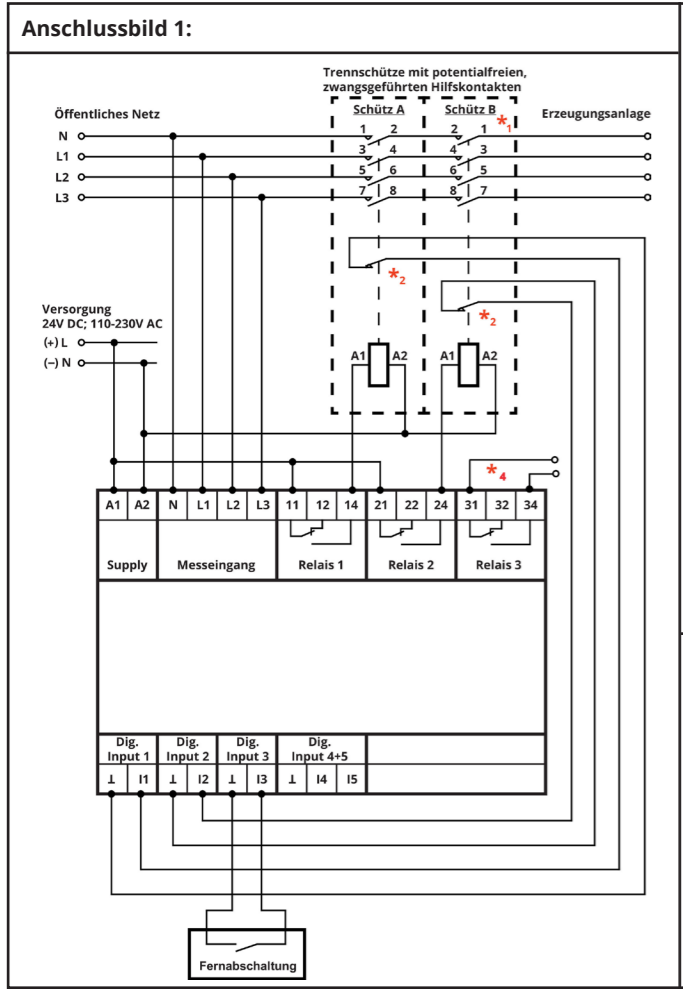 Anschlussbild 1:
Trennschütze mit potentialfreien,
zwangsgeführten Hilfskontakten
Öffentliches Netz
Schütz A
Schütz B
Erzeugungsanlage
*1
N
1 2
2 1
L1
3 4
4 3
L2
5 6
6 5
L3
7 8
8 7
*2
*2
Versorgung
24V DC; 110-230V AC
(+) L
(−) N
A1 A2
A1 A2
*4
A1 A2 N L1 L2 L3 11 12 14 21 22 24 31 32 34
Supply Messeingang Relais 1 Relais 2 Relais 3
Dig. Dig. Dig. Dig.
Input 1 Input 2 Input 3 Input 4+5
⊥ I1 ⊥ I2 ⊥ I3 ⊥ I4 I5
Fernabschaltung